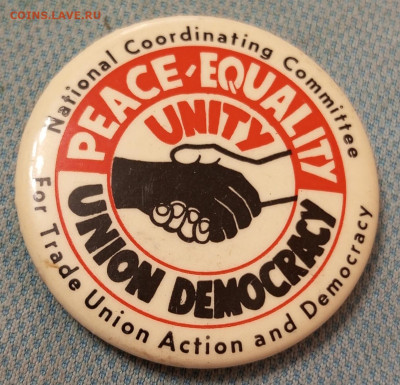 COINS.LAVE.RU
National Coordinating Committee
For Trade Union Action and Democracy
PEACE-EQUALITY
UNITY
UNION DEMOCRACY